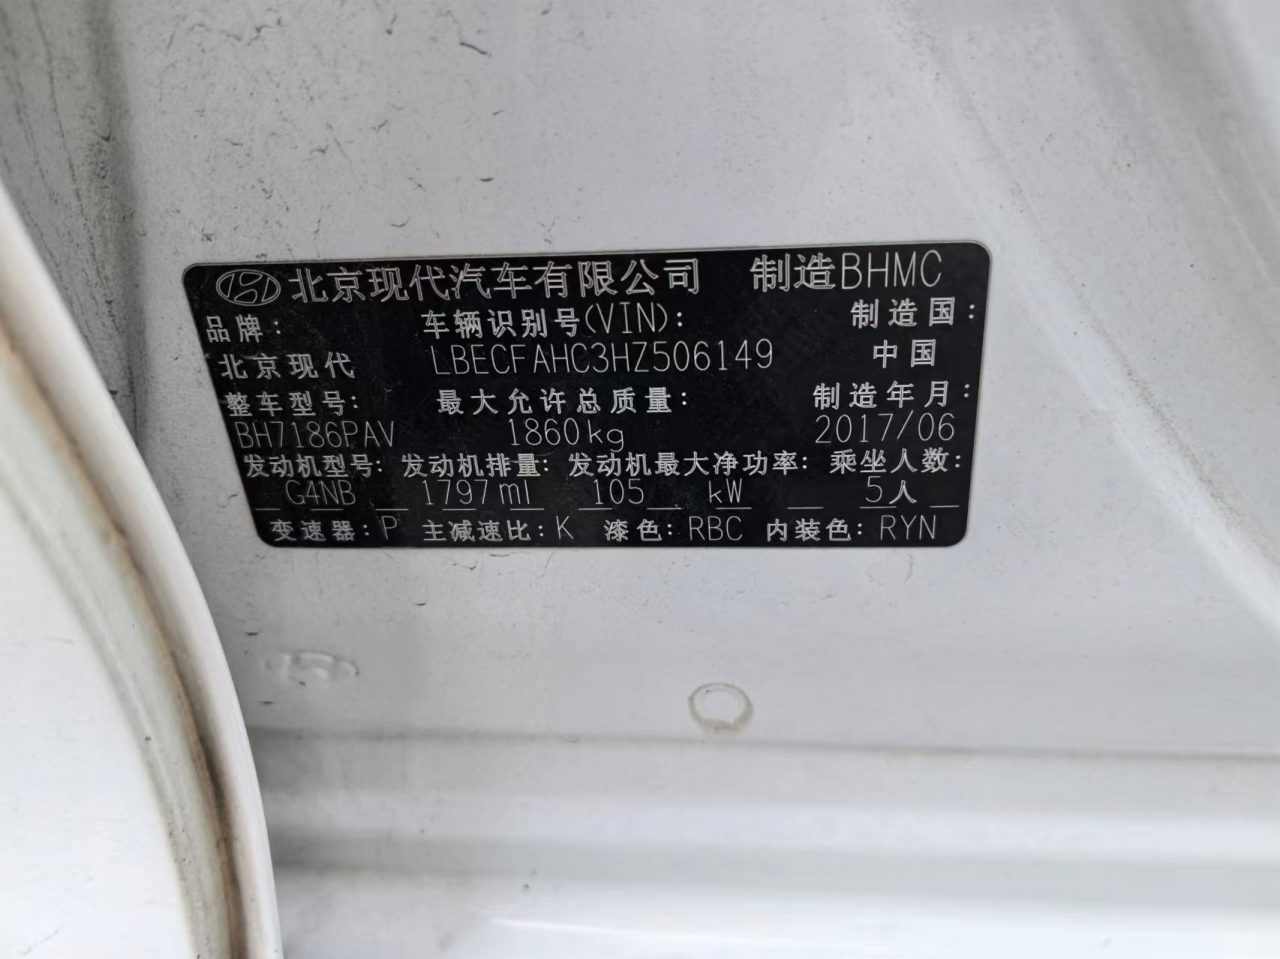 北京现代汽车有限公司 制造BHMC
品牌: 车辆识别号(VIN): 制造国:
北京现代 LBECFAHC3HZ506149 中国
整车型号: 最大允许总质量: 制造年月:
BH7186PAV 1860kg 2017/06
发动机型号: 发动机排量: 发动机最大净功率: 乘坐人数:
G4NB 1797ml 105 kW 5人
变速器:P 主减速比:K 漆色:RBC 内装色:RYN